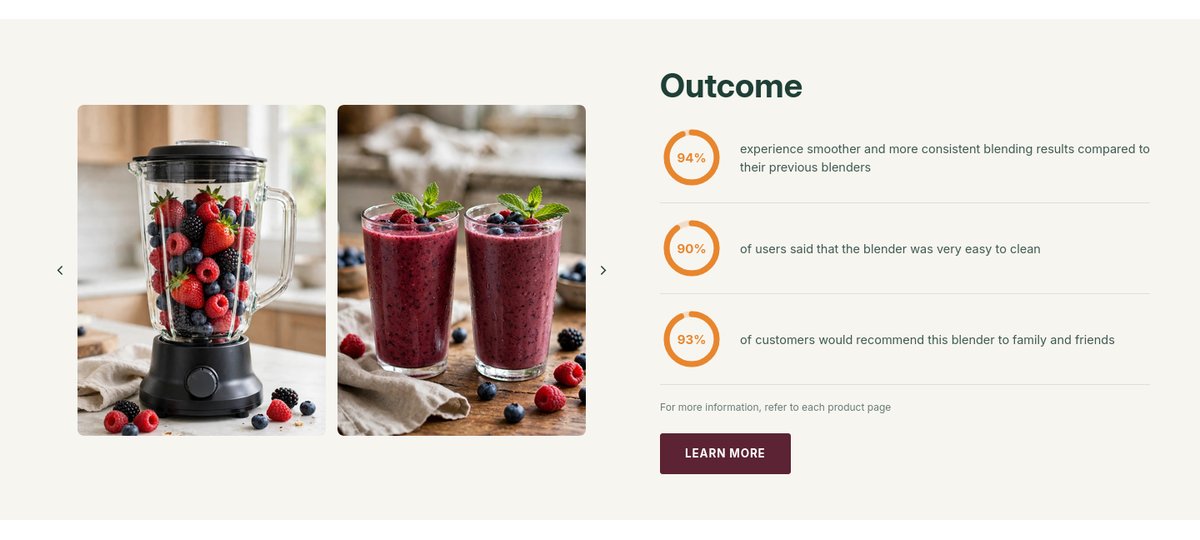 Outcome
94%
experience smoother and more consistent blending results compared to
their previous blenders
90%
of users said that the blender was very easy to clean
93%
of customers would recommend this blender to family and friends
For more information, refer to each product page
LEARN MORE